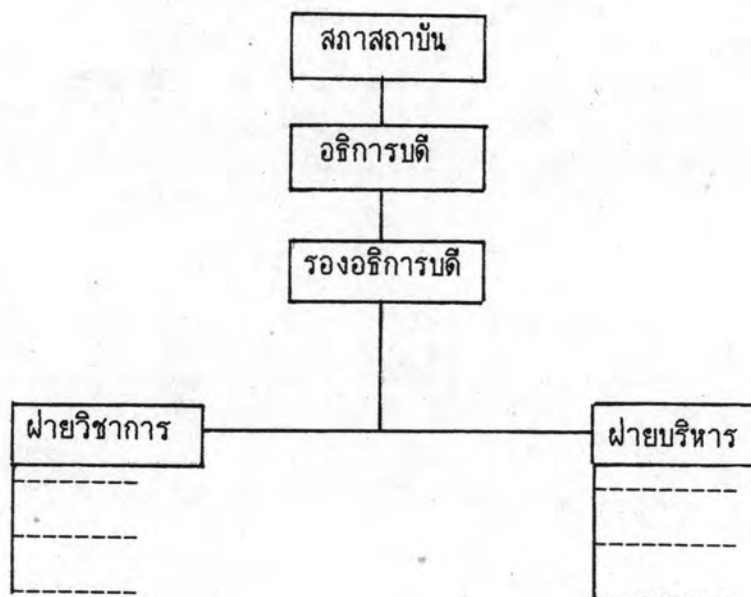 สภาสถาบัน
อธิการบดี
รองอธิการบดี
ฝ่ายวิชาการ
ฝ่ายบริหาร